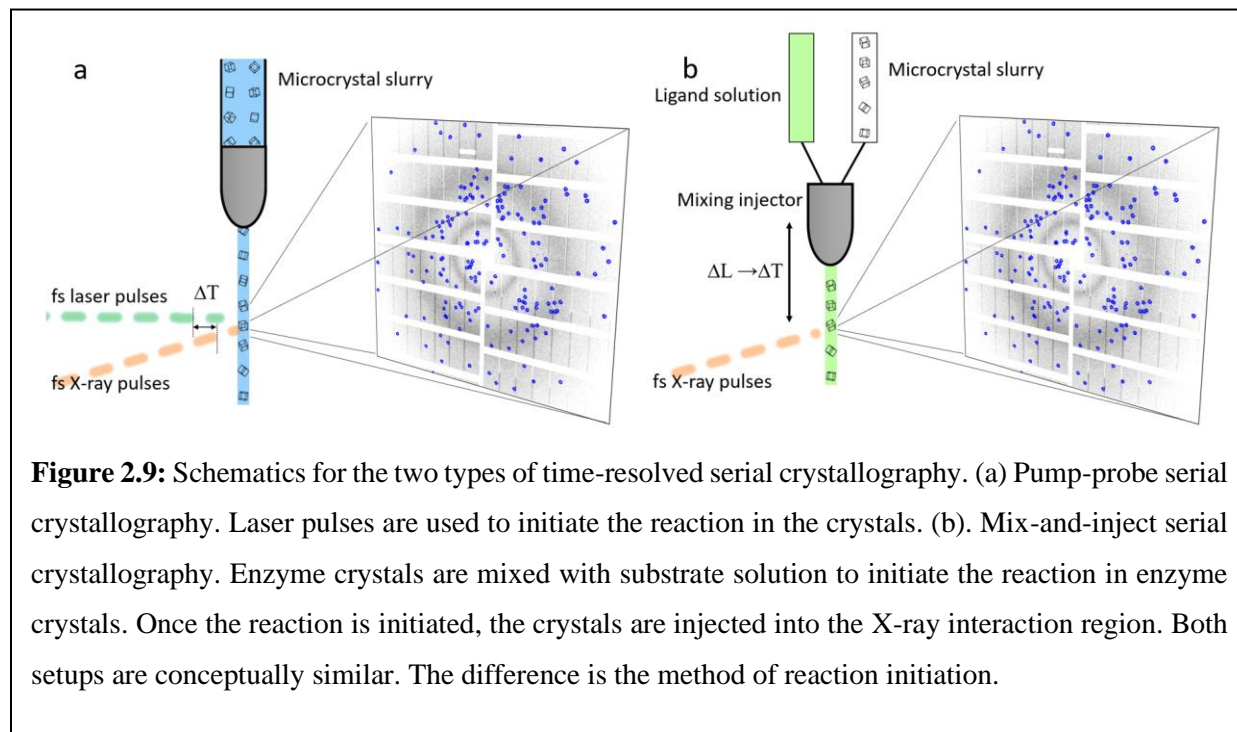 a
Microcrystal slurry
fs laser pulses
ΔT
fs X-ray pulses
b
Ligand solution
Microcrystal slurry
Mixing injector
ΔL →ΔT
fs X-ray pulses
Figure 2.9: Schematics for the two types of time-resolved serial crystallography. (a) Pump-probe serial
crystallography. Laser pulses are used to initiate the reaction in the crystals. (b). Mix-and-inject serial
crystallography. Enzyme crystals are mixed with substrate solution to initiate the reaction in enzyme
crystals. Once the reaction is initiated, the crystals are injected into the X-ray interaction region. Both
setups are conceptually similar. The difference is the method of reaction initiation.